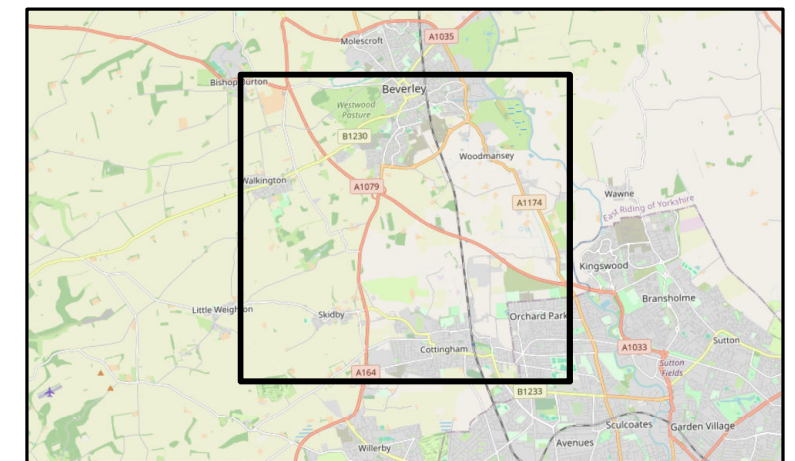 A1035
Molescroft
Bishop Burton
Beverley
Westwood
Pasture
B1230
Woodmansey
Walkington
A1079
A1174
Wawne
East Riding of Yorkshire
Kingswood
Bransholme
Little Weighton
Skidby
Orchard Park
Sutton
A1033
Cottingham
Sutton
Fields
A164
B1233
Sculcoates
Garden Village
Avenues
Willerby